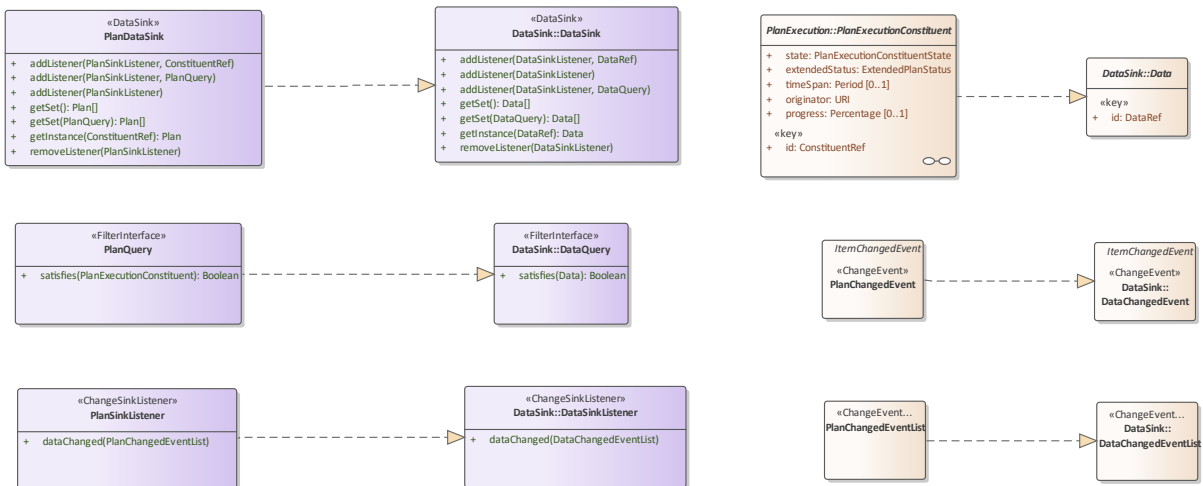 «DataSink»
PlanDataSink
+ addListener(PlanSinkListener, ConstituentRef)
+ addListener(PlanSinkListener, PlanQuery)
+ addListener(PlanSinkListener)
+ getSet(): Plan[]
+ getSet(PlanQuery): Plan[]
+ getInstance(ConstituentRef): Plan
+ removeListener(PlanSinkListener)
«DataSink»
DataSink::DataSink
+ addListener(DataSinkListener, DataRef)
+ addListener(DataSinkListener)
+ addListener(DataSinkListener, DataQuery)
+ getSet(): Data[]
+ getSet(DataQuery): Data[]
+ getInstance(DataRef): Data
+ removeListener(DataSinkListener)
PlanExecution::PlanExecutionConstituent
+ state: PlanExecutionConstituentState
+ extendedStatus: ExtendedPlanStatus
+ timeSpan: Period [0..1]
+ originator: URI
+ progress: Percentage [0..1]
«key»
+ id: ConstituentRef
DataSink::Data
«key»
+ id: DataRef
«FilterInterface»
PlanQuery
+ satisfies(PlanExecutionConstituent): Boolean
«FilterInterface»
DataSink::DataQuery
+ satisfies(Data): Boolean
ItemChangedEvent
«ChangeEvent»
PlanChangedEvent
ItemChangedEvent
«ChangeEvent»
DataSink::
DataChangedEvent
«ChangeSinkListener»
PlanSinkListener
+ dataChanged(PlanChangedEventList)
«ChangeSinkListener»
DataSink::DataSinkListener
+ dataChanged(DataChangedEventList)
«ChangeEvent...
PlanChangedEventList
«ChangeEvent...
DataSink::
DataChangedEventList